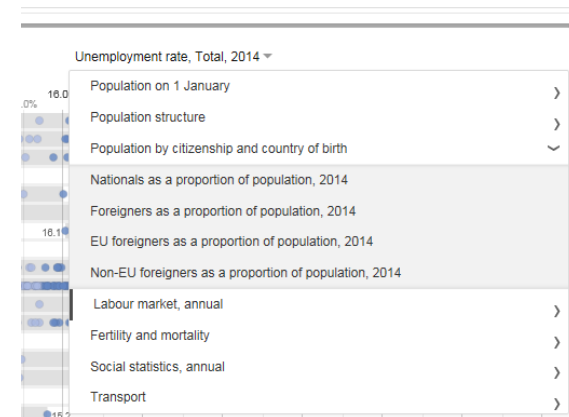 Unemployment rate, Total, 2014
Population on 1 January
16.0
.0%
Population structure
Population by citizenship and country of birth
Nationals as a proportion of population, 2014
Foreigners as a proportion of population, 2014
16.1
EU foreigners as a proportion of population, 2014
Non-EU foreigners as a proportion of population, 2014
Labour market, annual
Fertility and mortality
Social statistics, annual
Transport